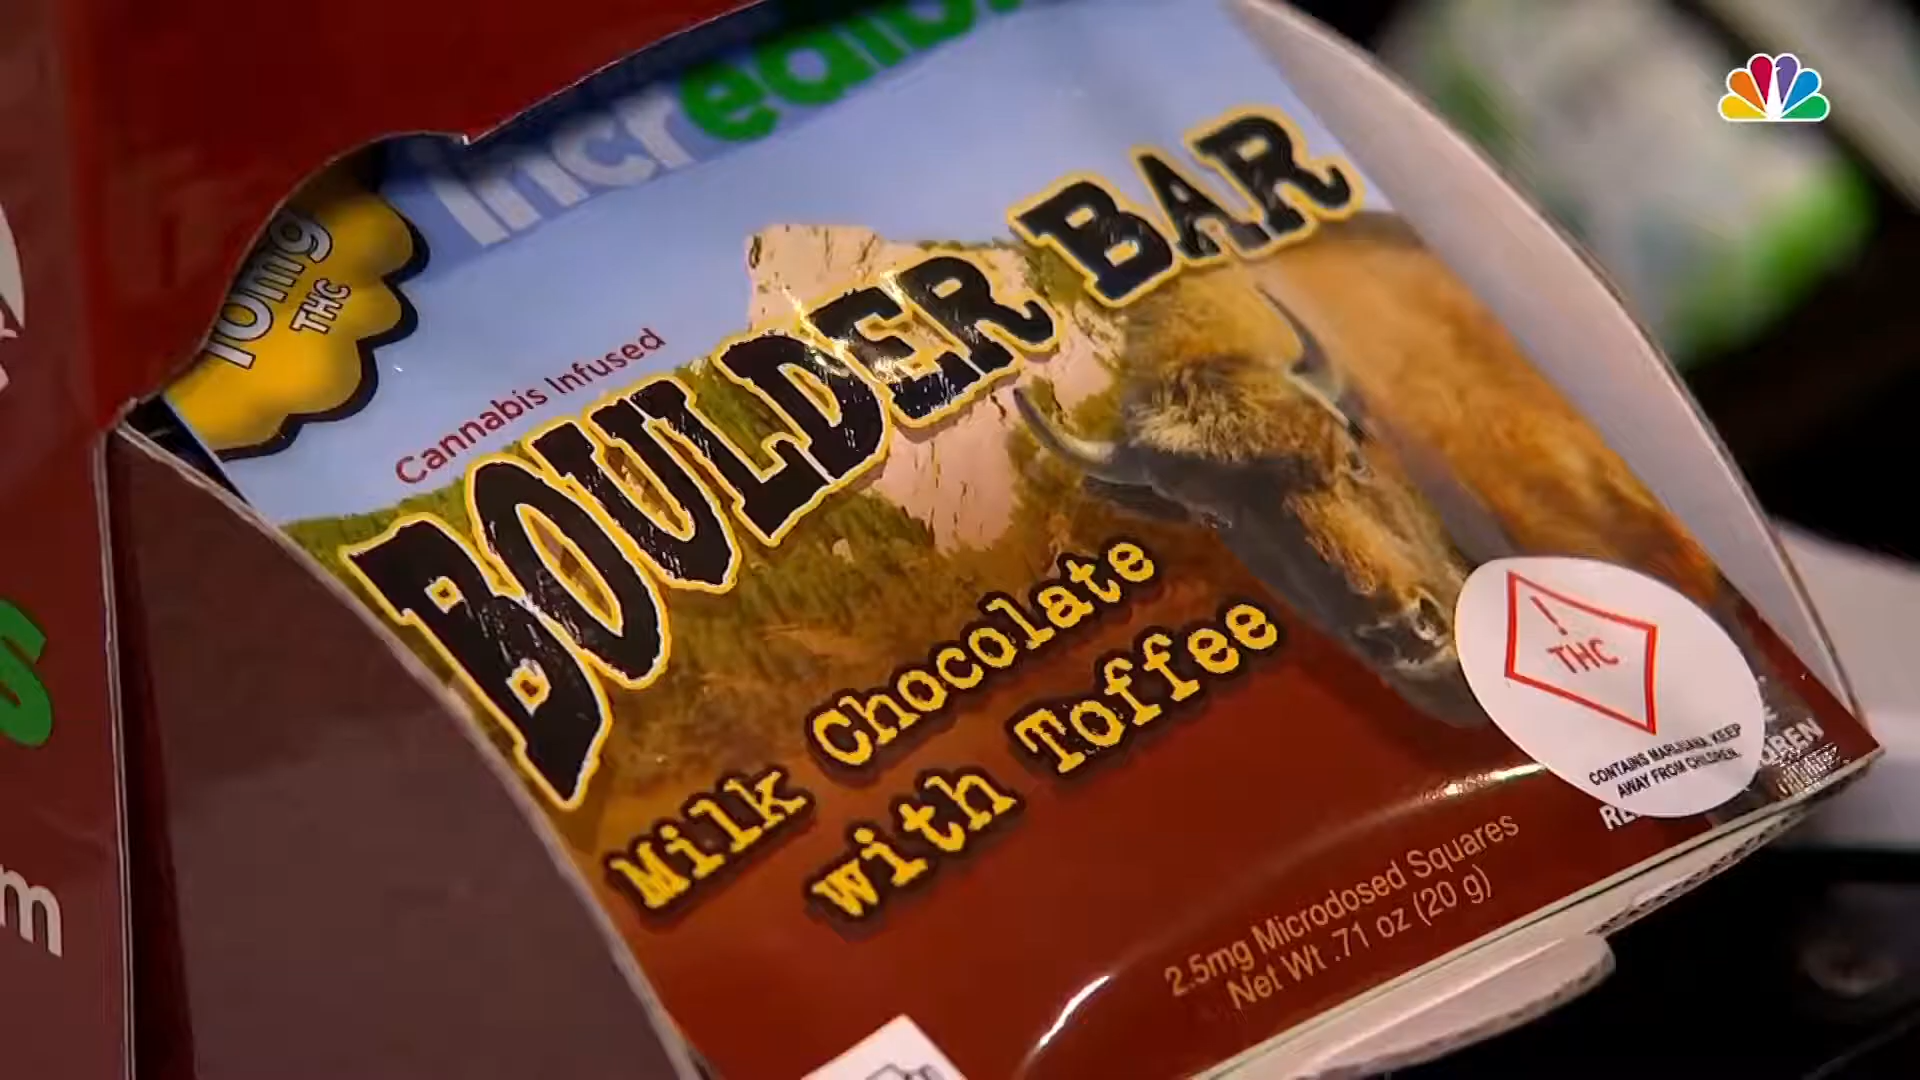 incredib
10mg
THC
Cannabis Infused
BOULDER BAR
Milk Chocolate
with Toffee
!
THC
CONTAINS MARIJUANA. KEEP
AWAY FROM CHILDREN.
2.5mg Microdosed Squares
Net Wt .71 oz (20 g)
s
m